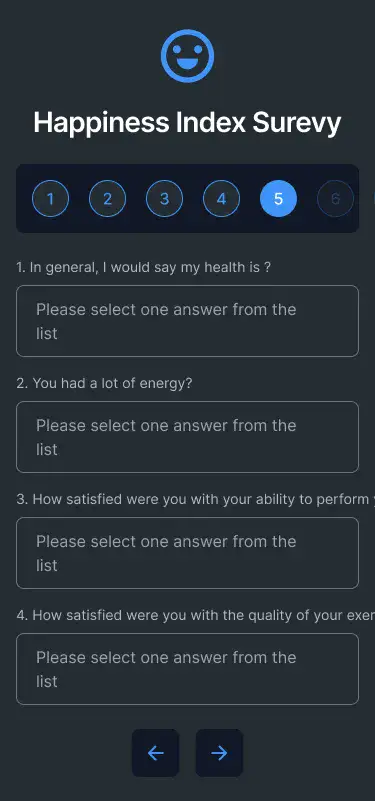 Happiness Index Surevy
1 2 3 4 5 6
1. In general, I would say my health is ?
Please select one answer from the
list
2. You had a lot of energy?
Please select one answer from the
list
3. How satisfied were you with your ability to perform
Please select one answer from the
list
4. How satisfied were you with the quality of your
Please select one answer from the
list